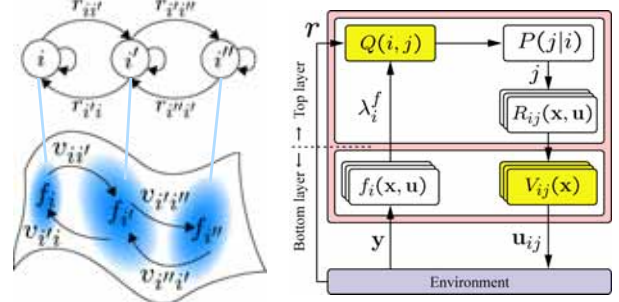 r_{ii'} r_{i'i''}
i i' i''
r_{i'i} r_{i''i'}
v_{ii'}
f_i f_{i'} v_{i'i''} f_{i''}
v_{i'i}
v_{i''i'}
r
Q(i, j) P(j|i)
j
λ_i^f R_{ij}(x, u)
Bottom layer ← → Top layer
f_i(x, u) V_{ij}(x)
y u_{ij}
Environment